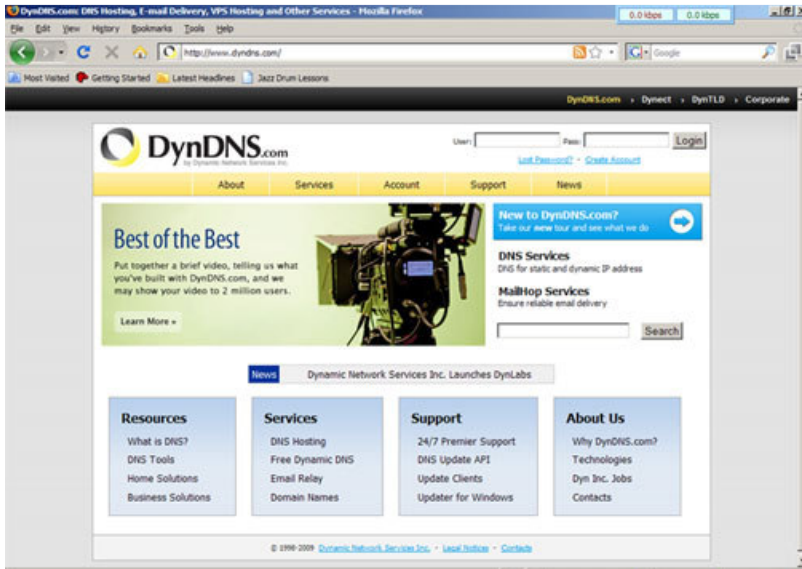 DynDNS.com: DNS Hosting, E-mail Delivery, VPS Hosting and Other Services - Mozilla Firefox
0.0 kbps 0.0 kbps
File Edit View History Bookmarks Tools Help
http://www.dyndns.com/
Google
Most Visited Getting Started Latest Headlines Jazz Drum Lessons
DynDNS.com Dynect DynTLD Corporate
DynDNS.com
by Dynamic Network Services Inc.
User: Pass: Login
Lost Password? - Create Account
About Services Account Support News
Best of the Best
Put together a brief video, telling us what
you've built with DynDNS.com, and we
may show your video to 2 million users.
Learn More »
New to DynDNS.com?
Take our new tour and see what we do
DNS Services
DNS for static and dynamic IP address
MailHop Services
Ensure reliable email delivery
Search
News Dynamic Network Services Inc. Launches DynLabs
Resources
What is DNS?
DNS Tools
Home Solutions
Business Solutions
Services
DNS Hosting
Free Dynamic DNS
Email Relay
Domain Names
Support
24/7 Premier Support
DNS Update API
Update Clients
Updater for Windows
About Us
Why DynDNS.com?
Technologies
Dyn Inc. Jobs
Contacts
© 1998-2009 Dynamic Network Services Inc. - Legal Notices - Contacts